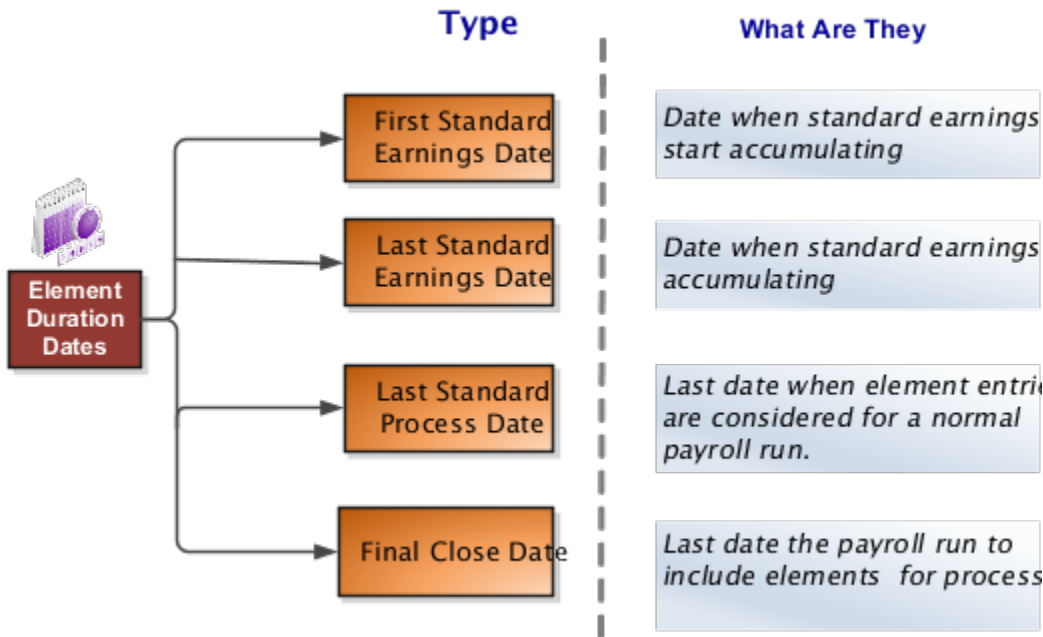 Type
What Are They
Element
Duration
Dates
First Standard
Earnings Date
Date when standard earnings
start accumulating
Last Standard
Earnings Date
Date when standard earnings
accumulating
Last Standard
Process Date
Last date when element entrie
are considered for a normal
payroll run.
Final Close Date
Last date the payroll run to
include elements for process